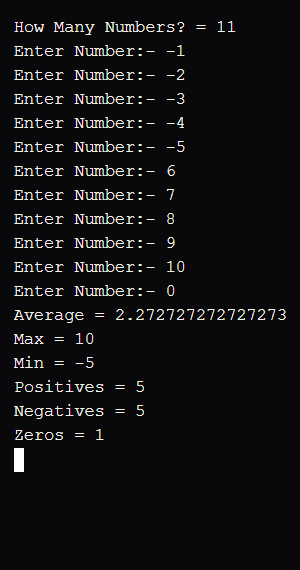 How Many Numbers? = 11
Enter Number:- -1
Enter Number:- -2
Enter Number:- -3
Enter Number:- -4
Enter Number:- -5
Enter Number:- 6
Enter Number:- 7
Enter Number:- 8
Enter Number:- 9
Enter Number:- 10
Enter Number:- 0
Average = 2.272727272727273
Max = 10
Min = -5
Positives = 5
Negatives = 5
Zeros = 1